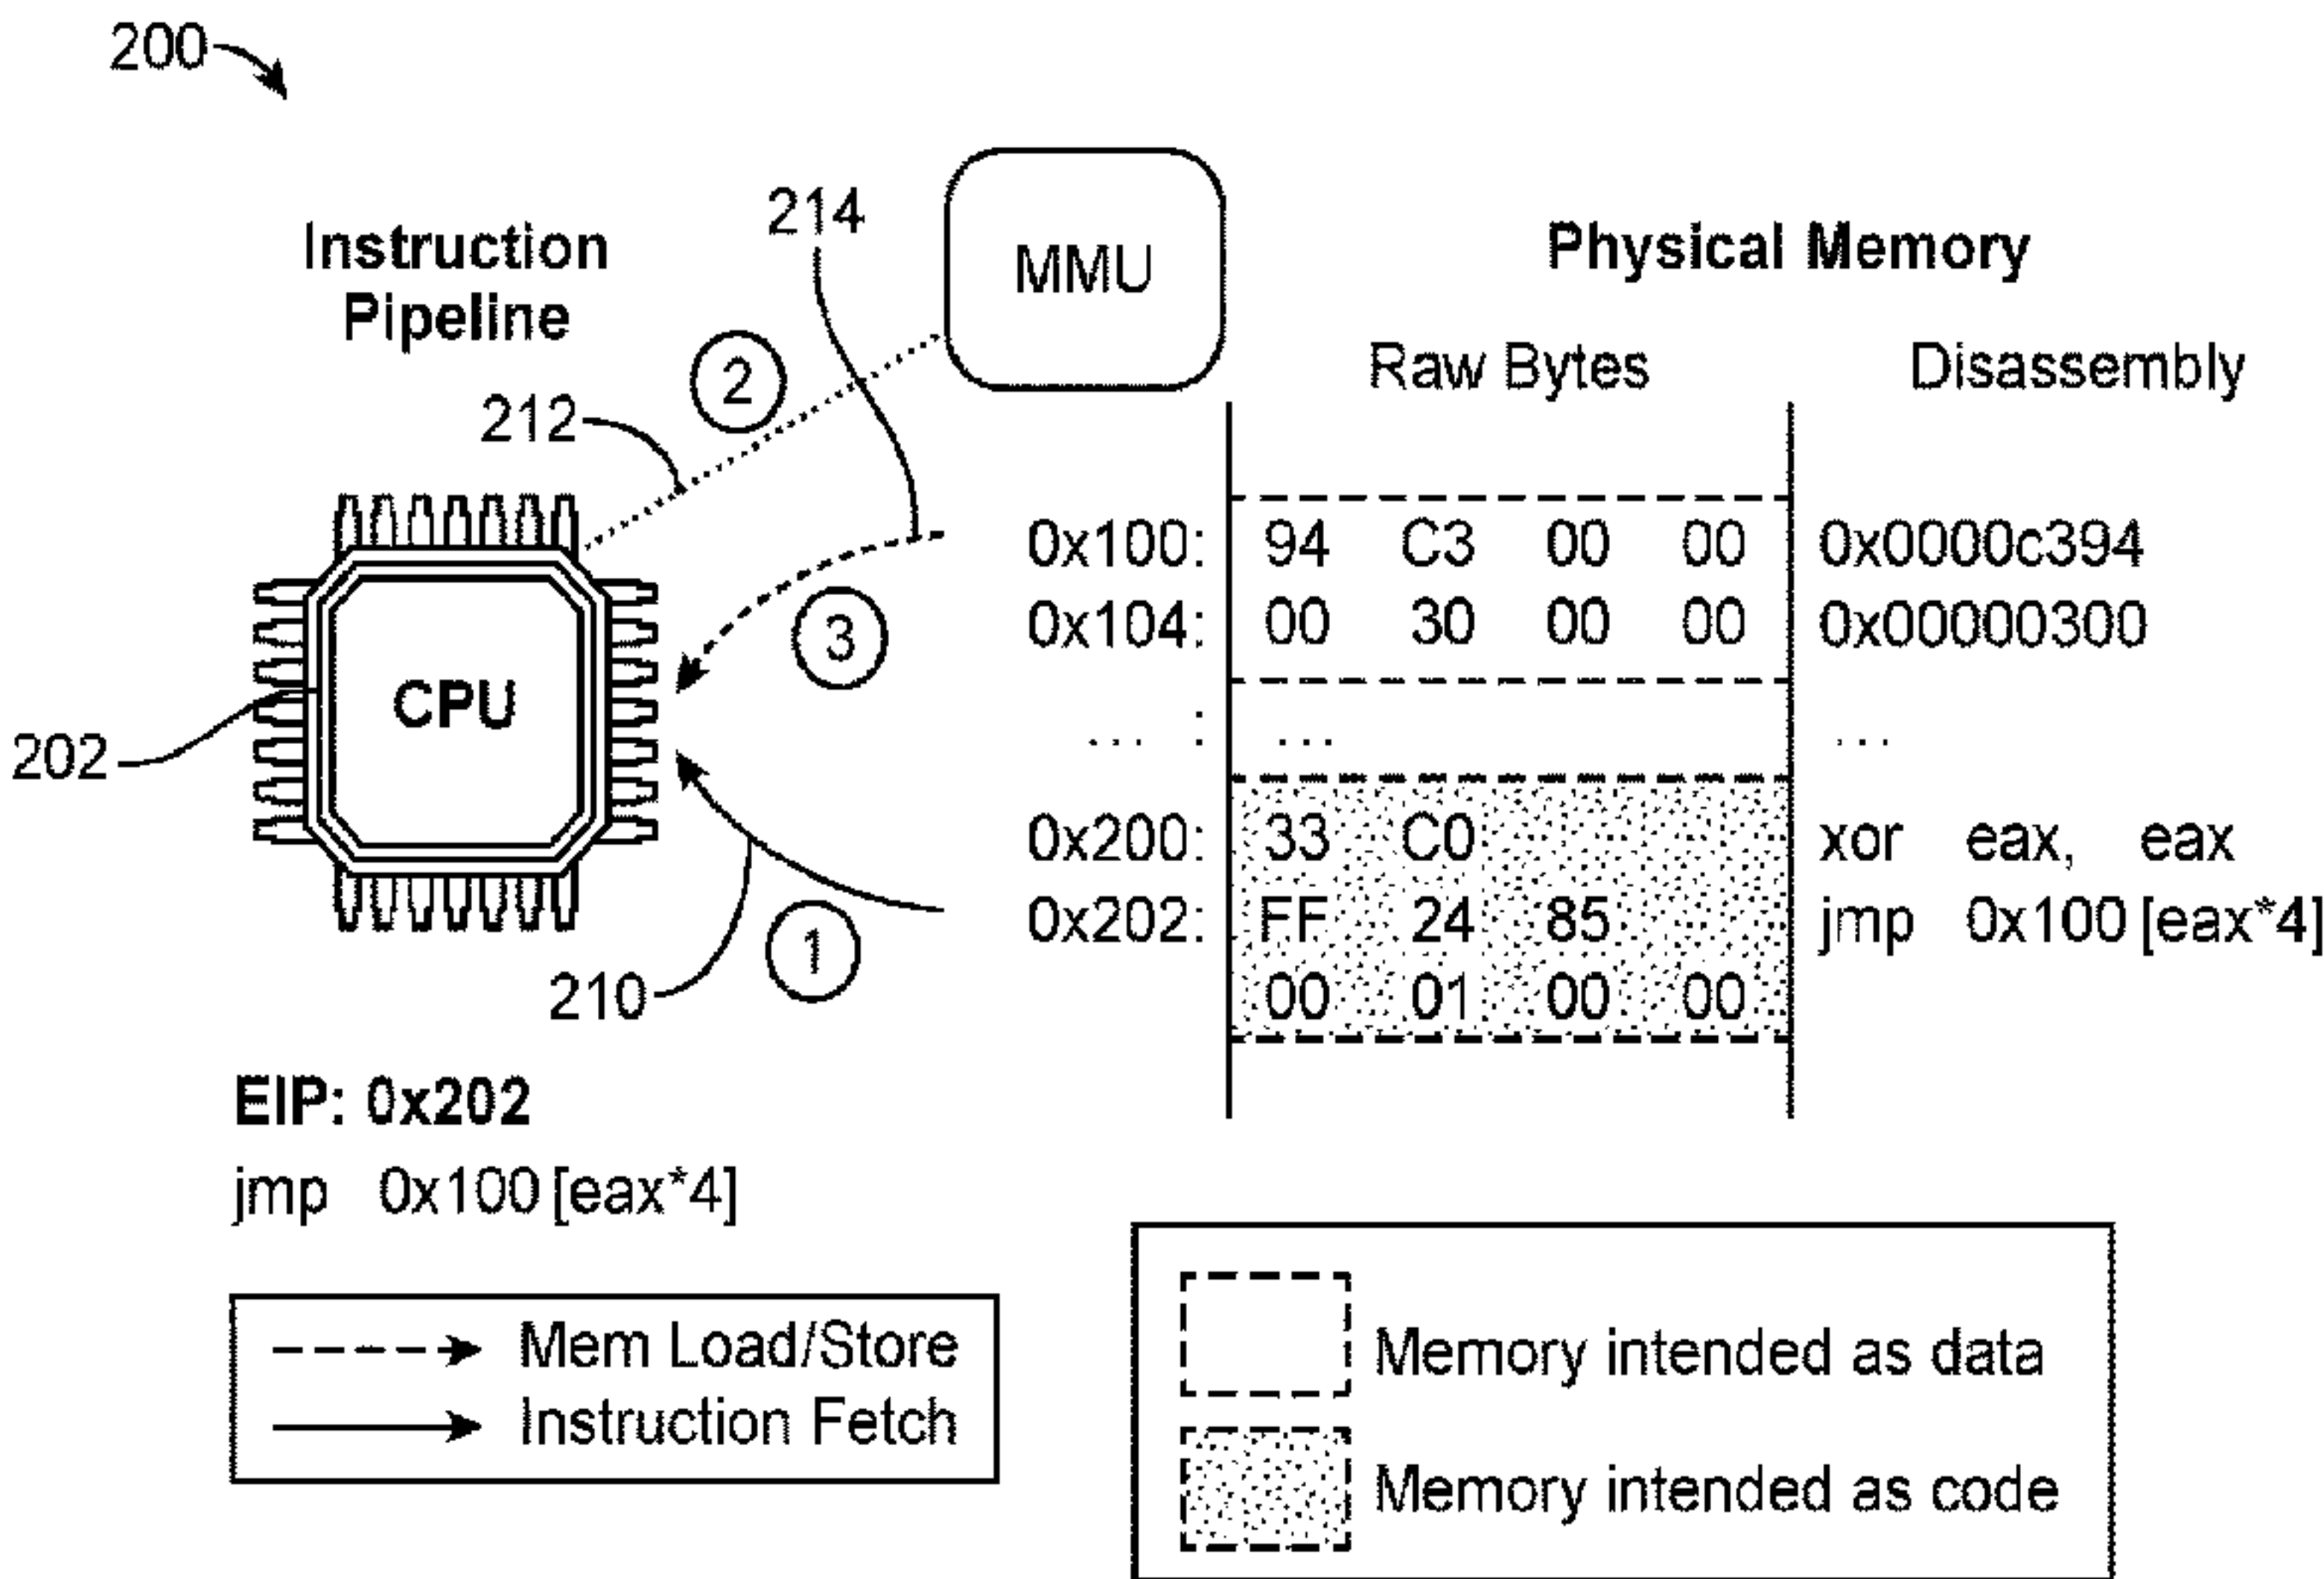 200
Instruction
Pipeline
214
MMU
Physical Memory
Raw Bytes
Disassembly
2
212
0x100: 94 C3 00 00 0x0000c394
0x104: 00 30 00 00 0x00000300
3
CPU
202
... : ... ...
0x200: 33 C0 xor eax, eax
0x202: FF 24 85 jmp 0x100 [eax*4]
00 01 00 00
210
1
EIP: 0x202
jmp 0x100 [eax*4]
Mem Load/Store
Instruction Fetch
Memory intended as data
Memory intended as code